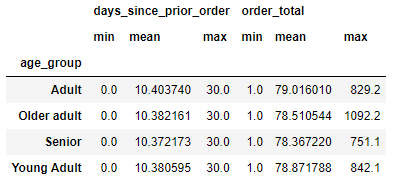 days_since_prior_order order_total
min mean max min mean max
age_group
Adult 0.0 10.403740 30.0 1.0 79.016010 829.2
Older adult 0.0 10.382161 30.0 1.0 78.510544 1092.2
Senior 0.0 10.372173 30.0 1.0 78.367220 751.1
Young Adult 0.0 10.380595 30.0 1.0 78.871788 842.1